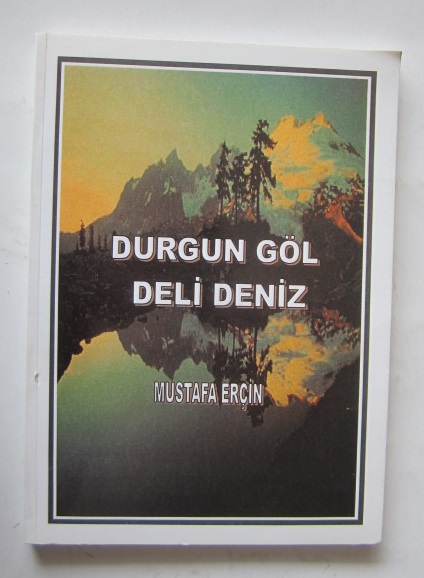 DURGUN GÖL
DELİ DENİZ
MUSTAFA ERÇİN